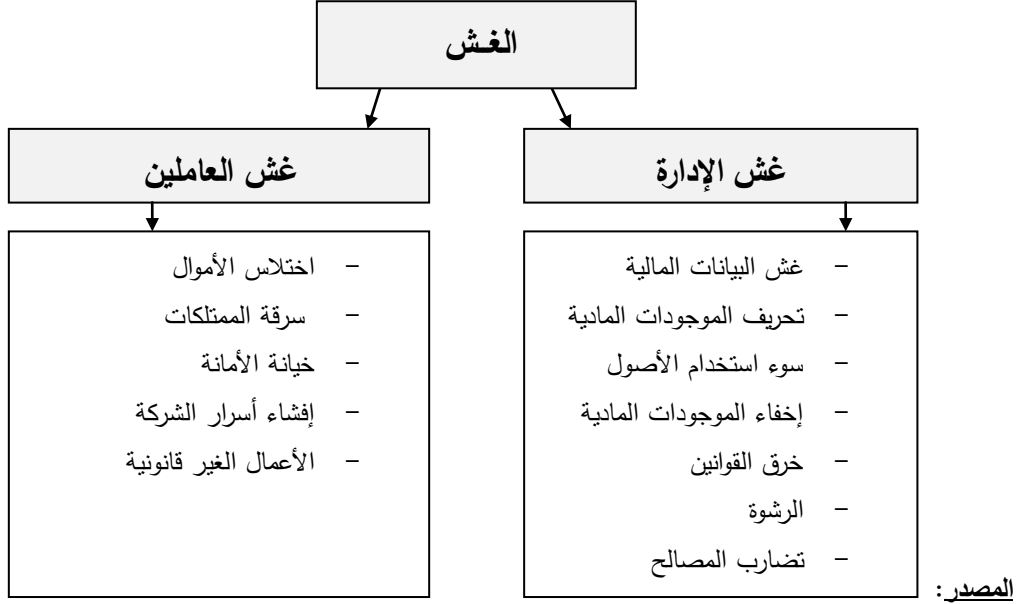 الغش
غش الإدارة
- غش البيانات المالية
- تحريف الموجودات المادية
- سوء استخدام الأصول
- إخفاء الموجودات المادية
- خرق القوانين
- الرشوة
- تضارب المصالح
غش العاملين
- اختلاس الأموال
- سرقة الممتلكات
- خيانة الأمانة
- إفشاء أسرار الشركة
- الأعمال الغير قانونية
المصدر: